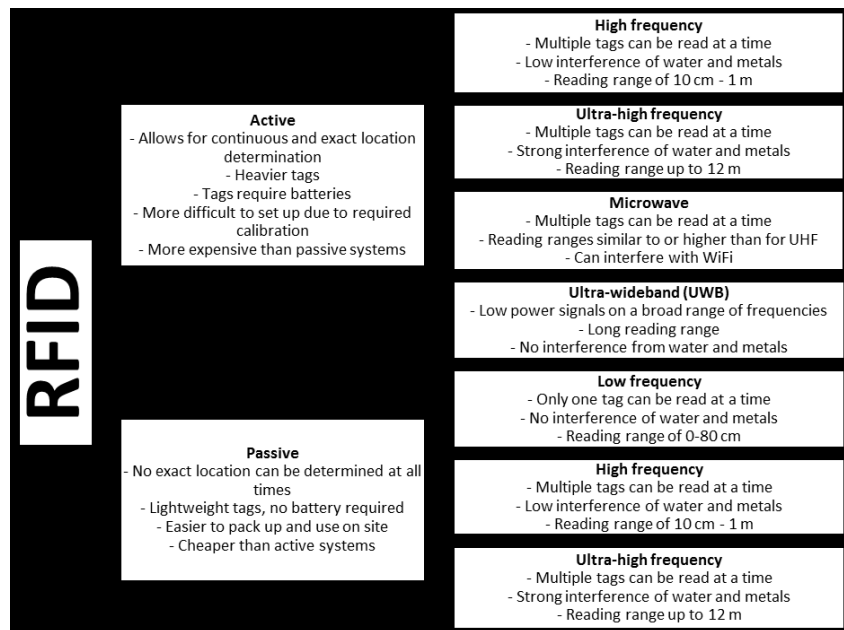 RFID
Active
- Allows for continuous and exact location
determination
- Heavier tags
- Tags require batteries
- More difficult to set up due to required
calibration
- More expensive than passive systems
Passive
- No exact location can be determined at all
times
- Lightweight tags, no battery required
- Easier to pack up and use on site
- Cheaper than active systems
High frequency
- Multiple tags can be read at a time
- Low interference of water and metals
- Reading range of 10 cm - 1 m
Ultra-high frequency
- Multiple tags can be read at a time
- Strong interference of water and metals
- Reading range up to 12 m
Microwave
- Multiple tags can be read at a time
- Reading ranges similar to or higher than for UHF
- Can interfere with WiFi
Ultra-wideband (UWB)
- Low power signals on a broad range of frequencies
- Long reading range
- No interference from water and metals
Low frequency
- Only one tag can be read at a time
- No interference of water and metals
- Reading range of 0-80 cm
High frequency
- Multiple tags can be read at a time
- Low interference of water and metals
- Reading range of 10 cm - 1 m
Ultra-high frequency
- Multiple tags can be read at a time
- Strong interference of water and metals
- Reading range up to 12 m